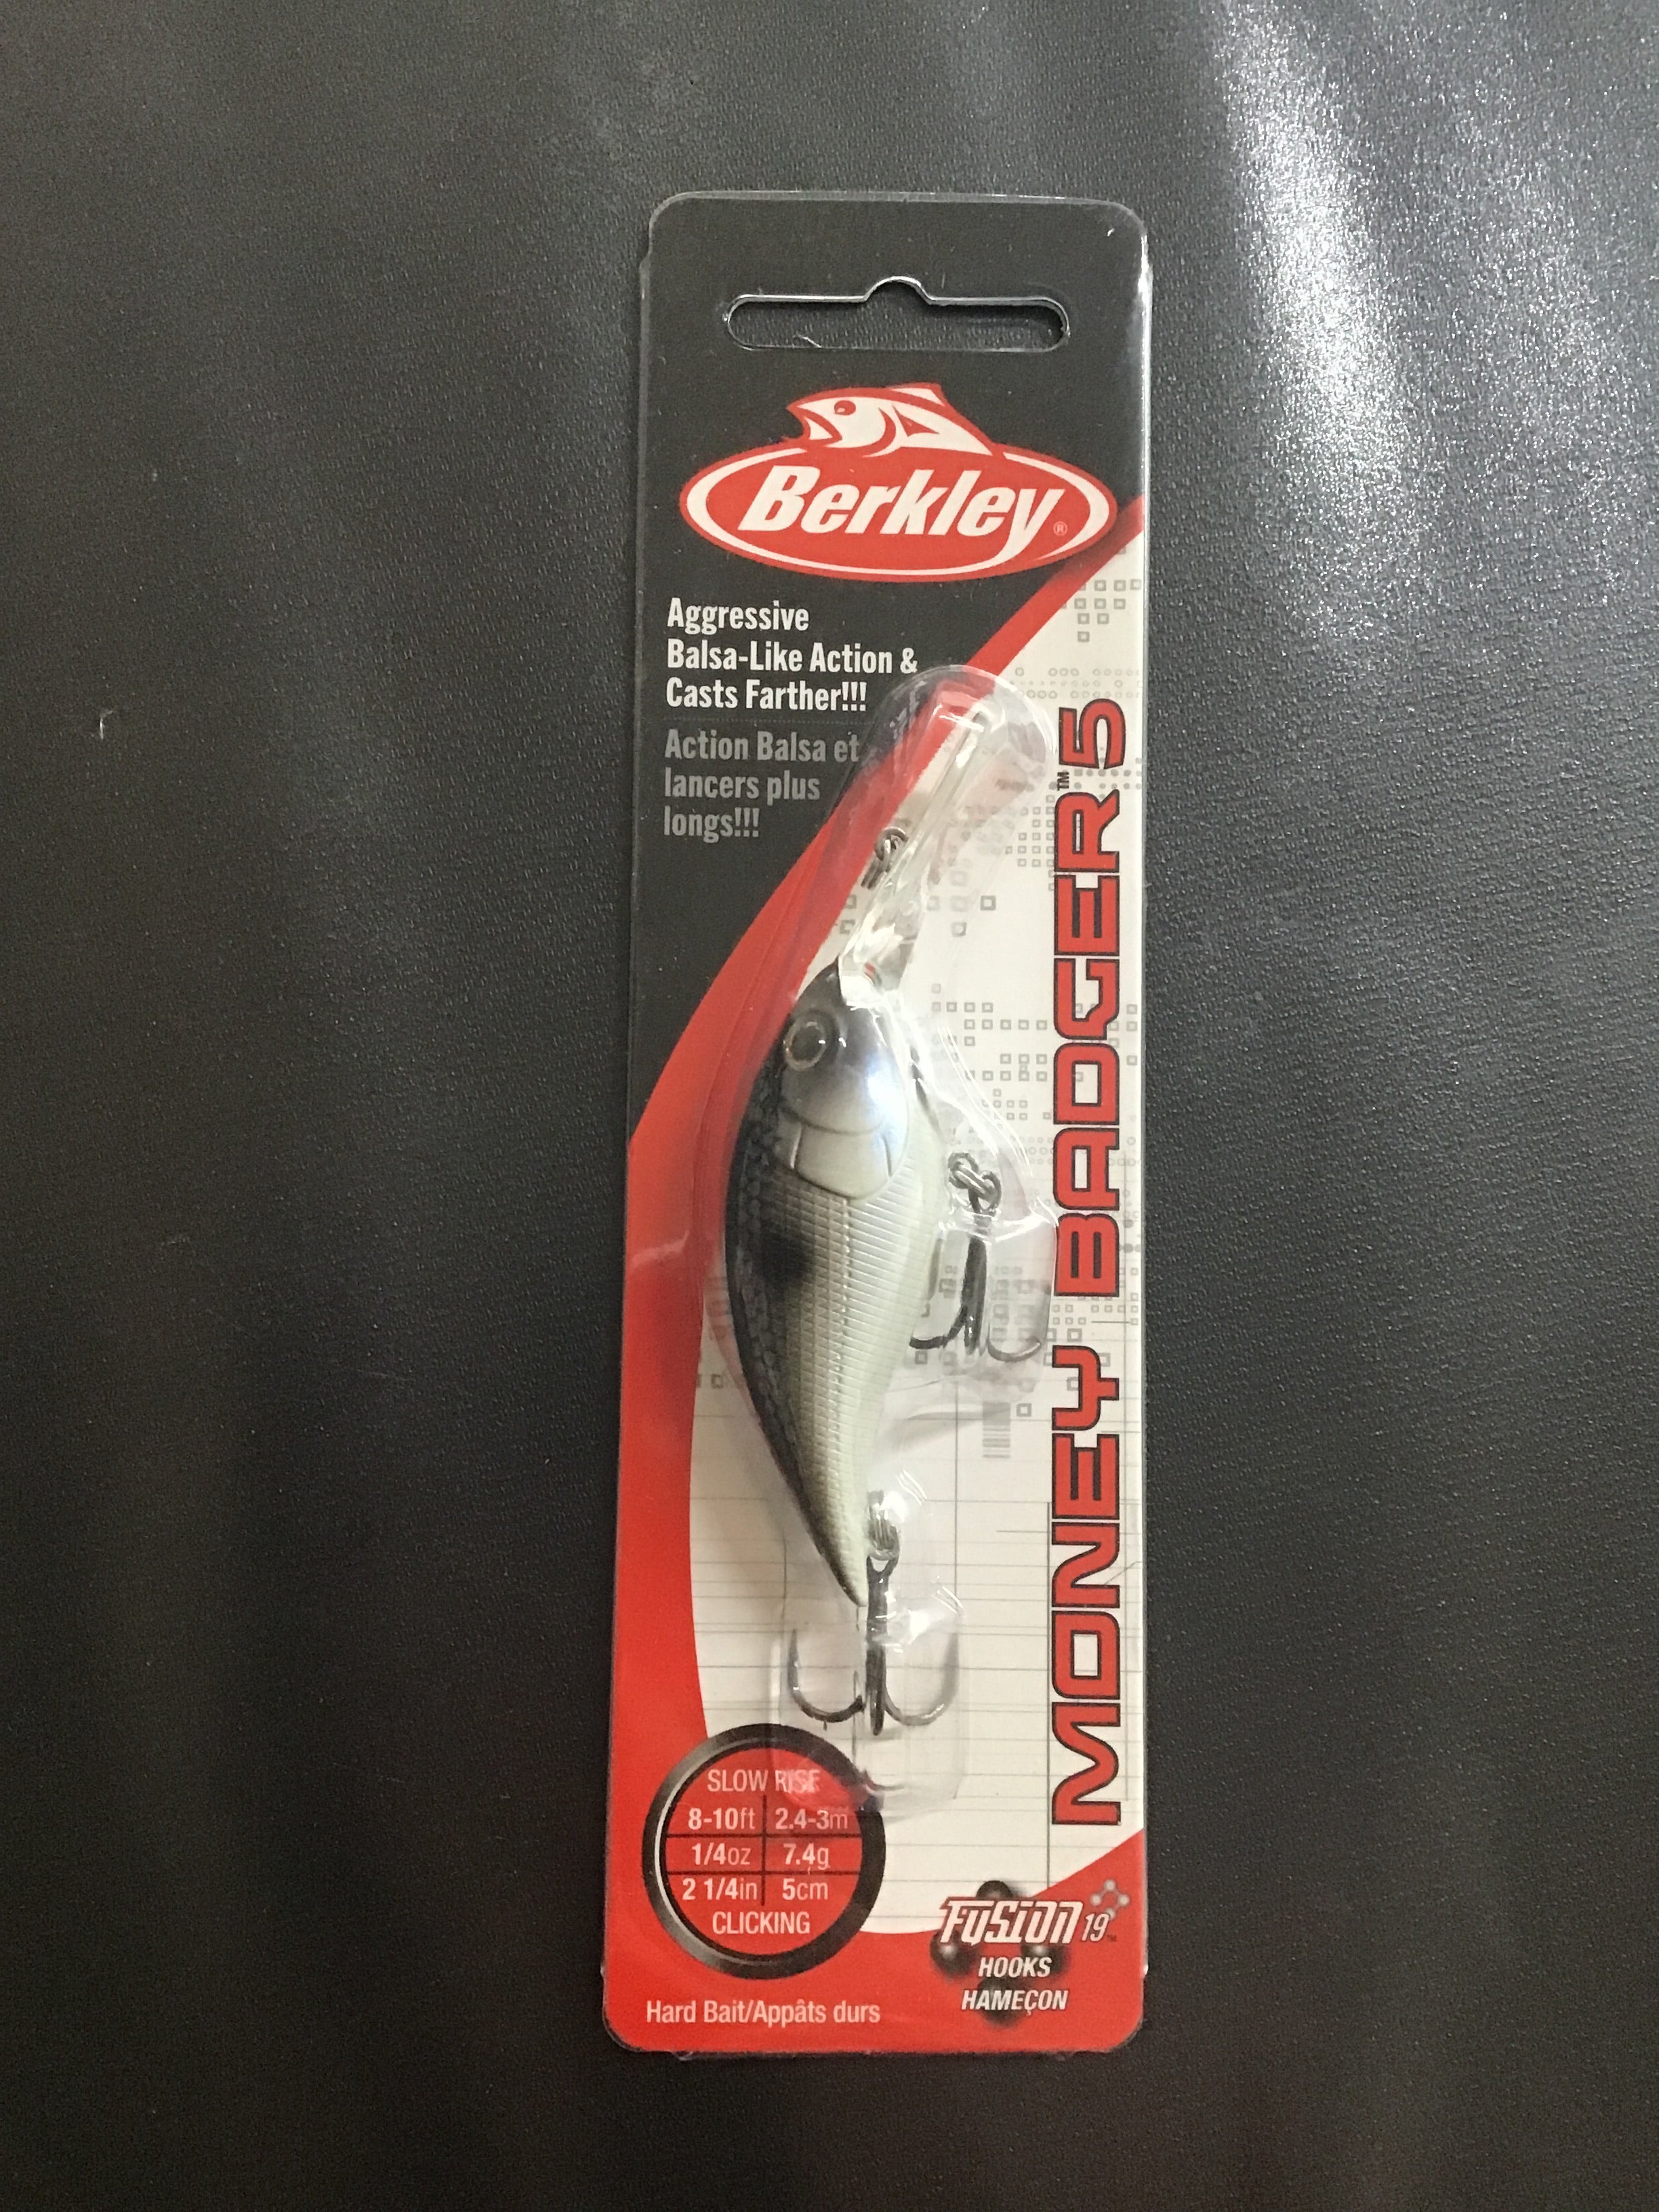 Berkley®
Aggressive
Balsa-Like Action &
Casts Farther!!!
Action Balsa et
lancers plus
longs!!!
MONEY BADGER™ 5
SLOW RISE
8-10ft 2.4-3m
1/4oz 7.4g
2 1/4in 5cm
CLICKING
Hard Bait/Appâts durs
Fusion 19™
HOOKS
HAMEÇON